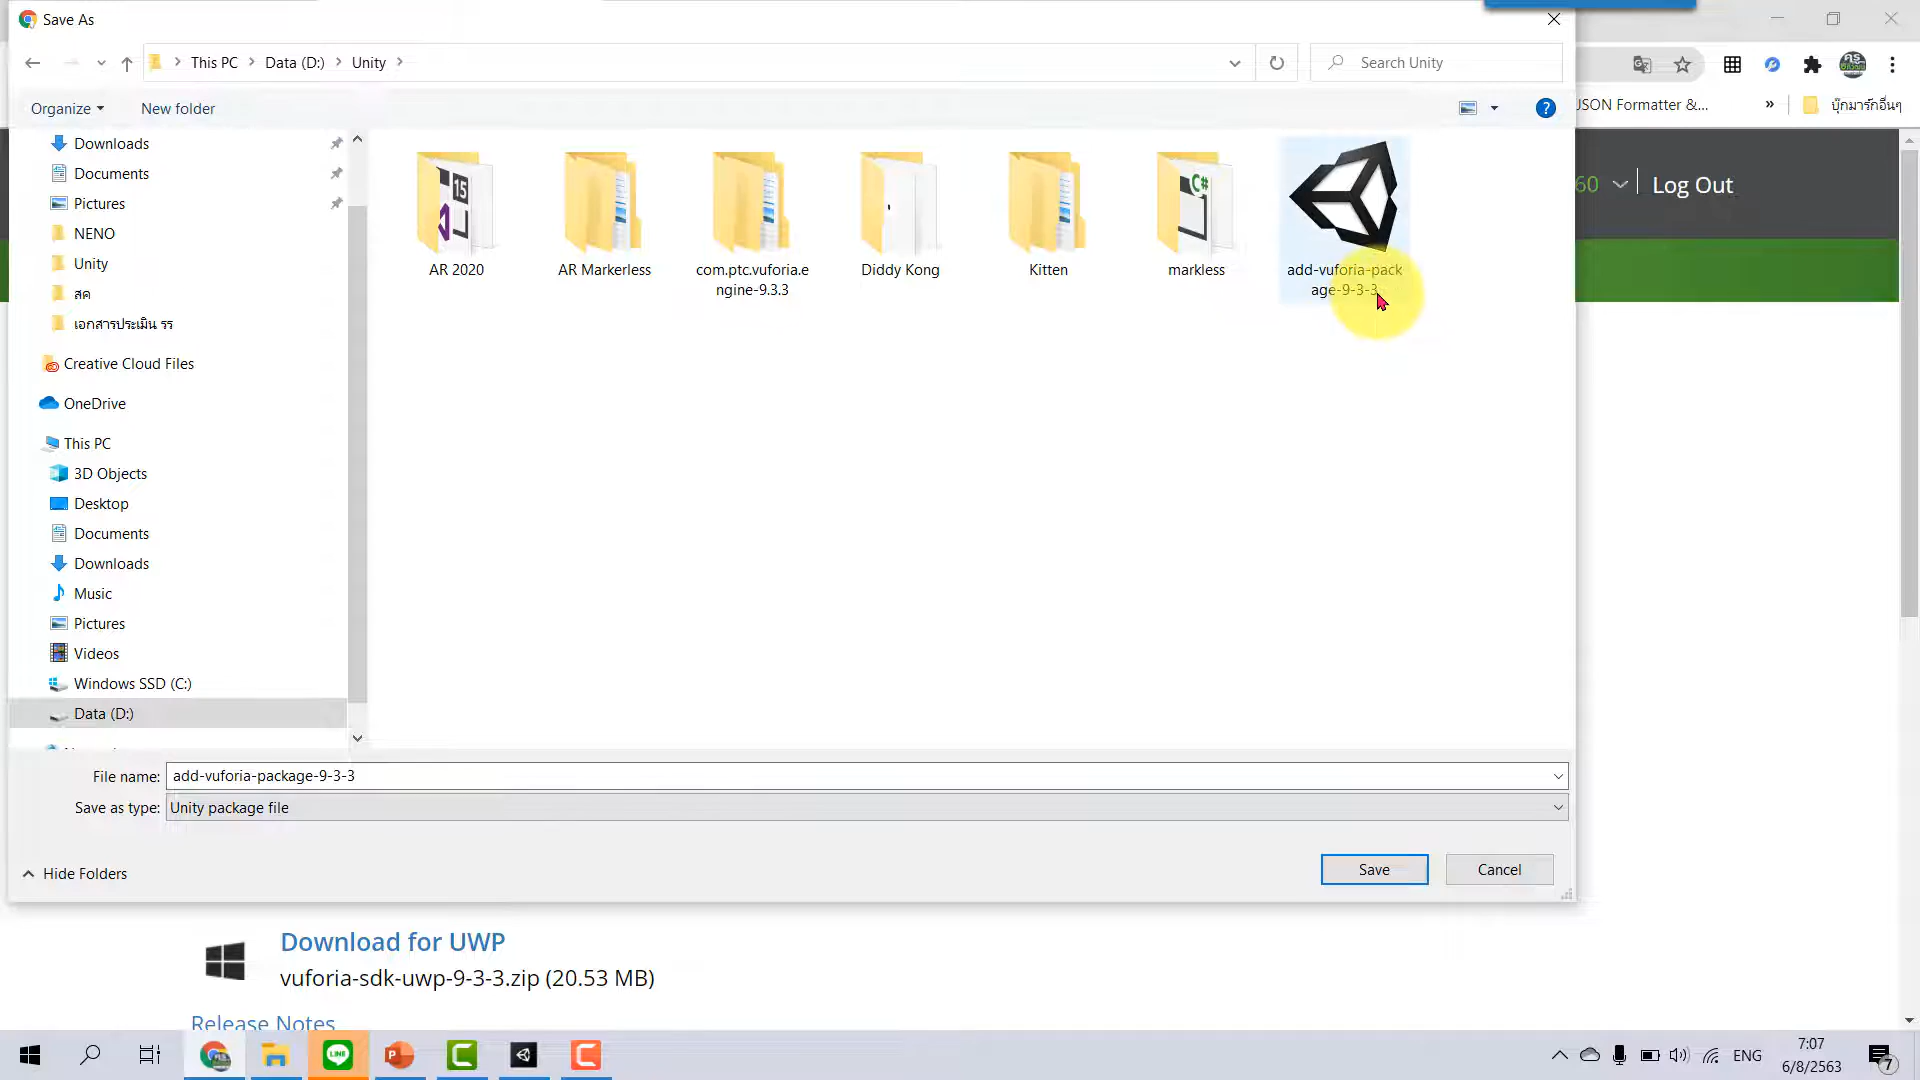 Save As
This PC
Data (D:)
Unity
Search Unity
Organize
New folder
JSON Formatter &...
»
บุ๊กมาร์กอื่นๆ
Downloads
Documents
Pictures
NENO
Unity
สค
เอกสารประเมิน รร
Creative Cloud Files
OneDrive
This PC
3D Objects
Desktop
Documents
Downloads
Music
Pictures
Videos
Windows SSD (C:)
Data (D:)
AR 2020
AR Markerless
com.ptc.vuforia.e
ngine-9.3.3
Diddy Kong
Kitten
markless
add-vuforia-pack
age-9-3-3
60
Log Out
File name:
add-vuforia-package-9-3-3
Save as type:
Unity package file
Hide Folders
Save
Cancel
Download for UWP
vuforia-sdk-uwp-9-3-3.zip (20.53 MB)
Release Notes
ENG
7:07
6/8/2563
7